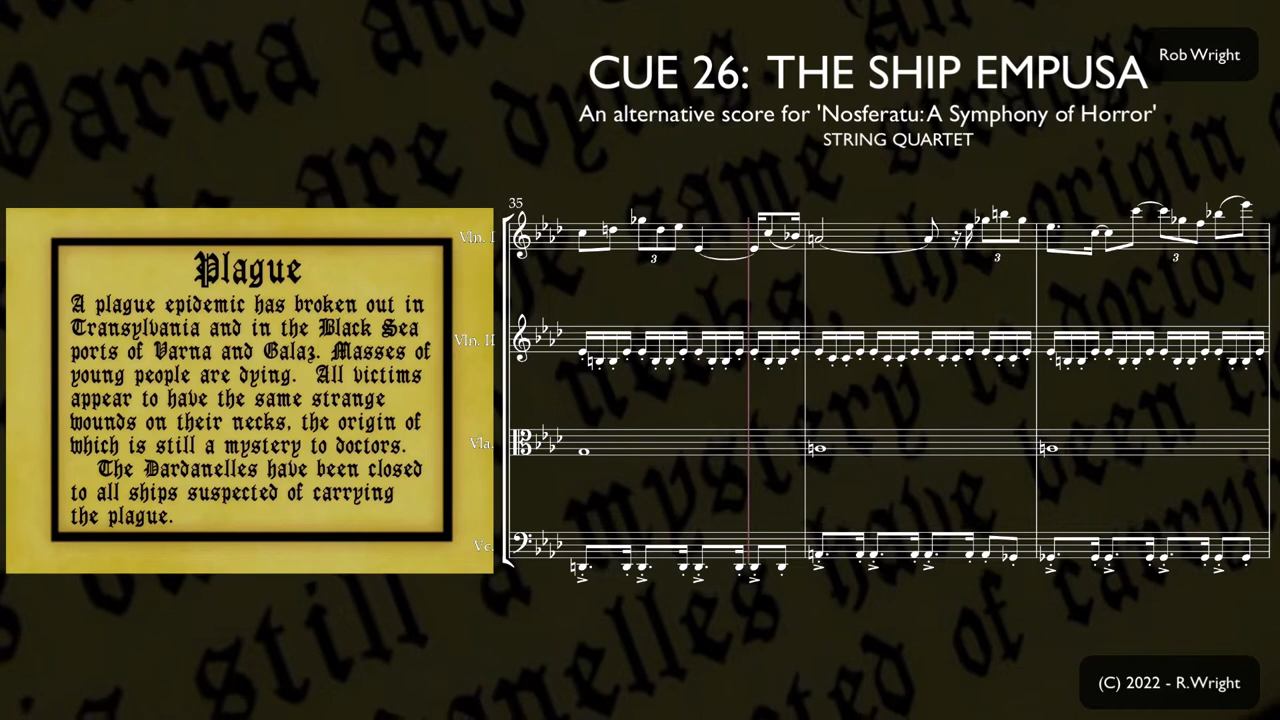 CUE 26: THE SHIP EMPUSA
Rob Wright
An alternative score for 'Nosferatu: A Symphony of Horror'
STRING QUARTET
Plague
A plague epidemic has broken out in
Transylvania and in the Black Sea
ports of Varna and Galaz. Masses of
young people are dying. All victims
appear to have the same strange
wounds on their necks, the origin of
which is still a mystery to doctors.
The Dardanelles have been closed
to all ships suspected of carrying
the plague.
35
Vln. I
3
3
3
Vln. II
Vla.
Vc.
(C) 2022 - R.Wright